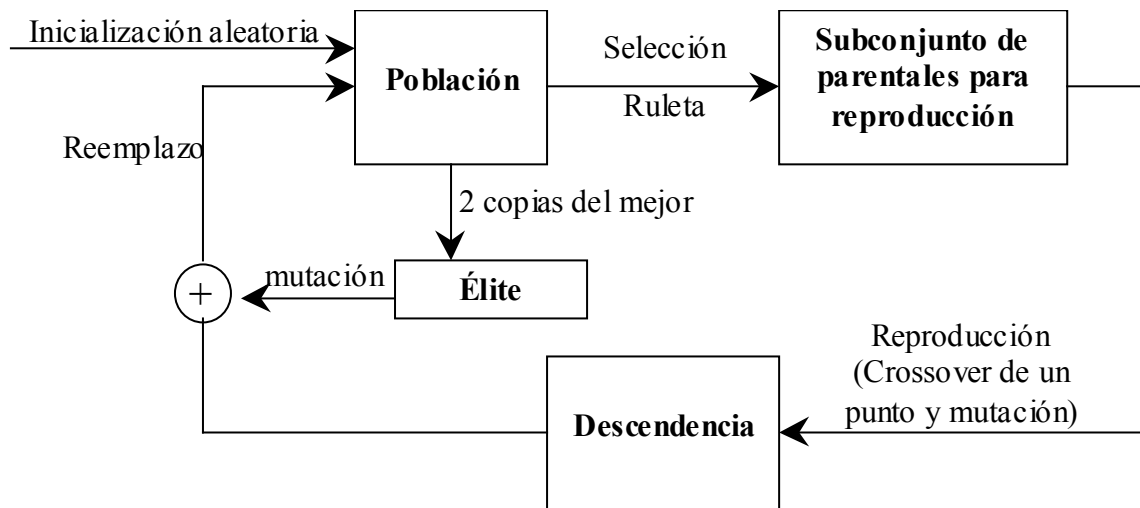 Inicialización aleatoria
Población
Selección
Ruleta
Subconjunto de
parentales para
reproducción
Reemplazo
2 copias del mejor
mutación
Élite
+
Reproducción
(Crossover de un
punto y mutación)
Descendencia